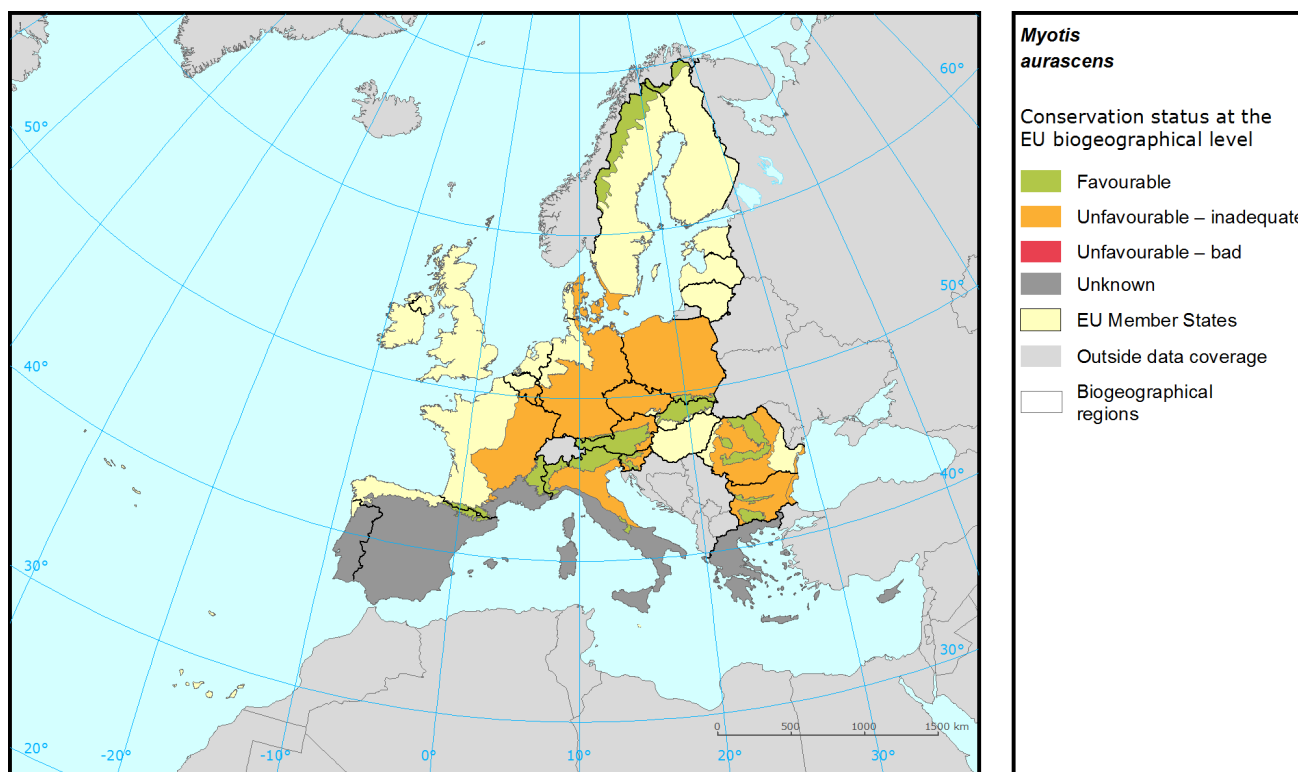 60°
50°
50°
40°
40°
30°
30°
20°
-20°
-10°
0°
10°
20°
30°
0
500
1000
1500 km
Myotis
aurascens
Conservation status at the
EU biogeographical level
Favourable
Unfavourable – inadequate
Unfavourable – bad
Unknown
EU Member States
Outside data coverage
Biogeographical
regions